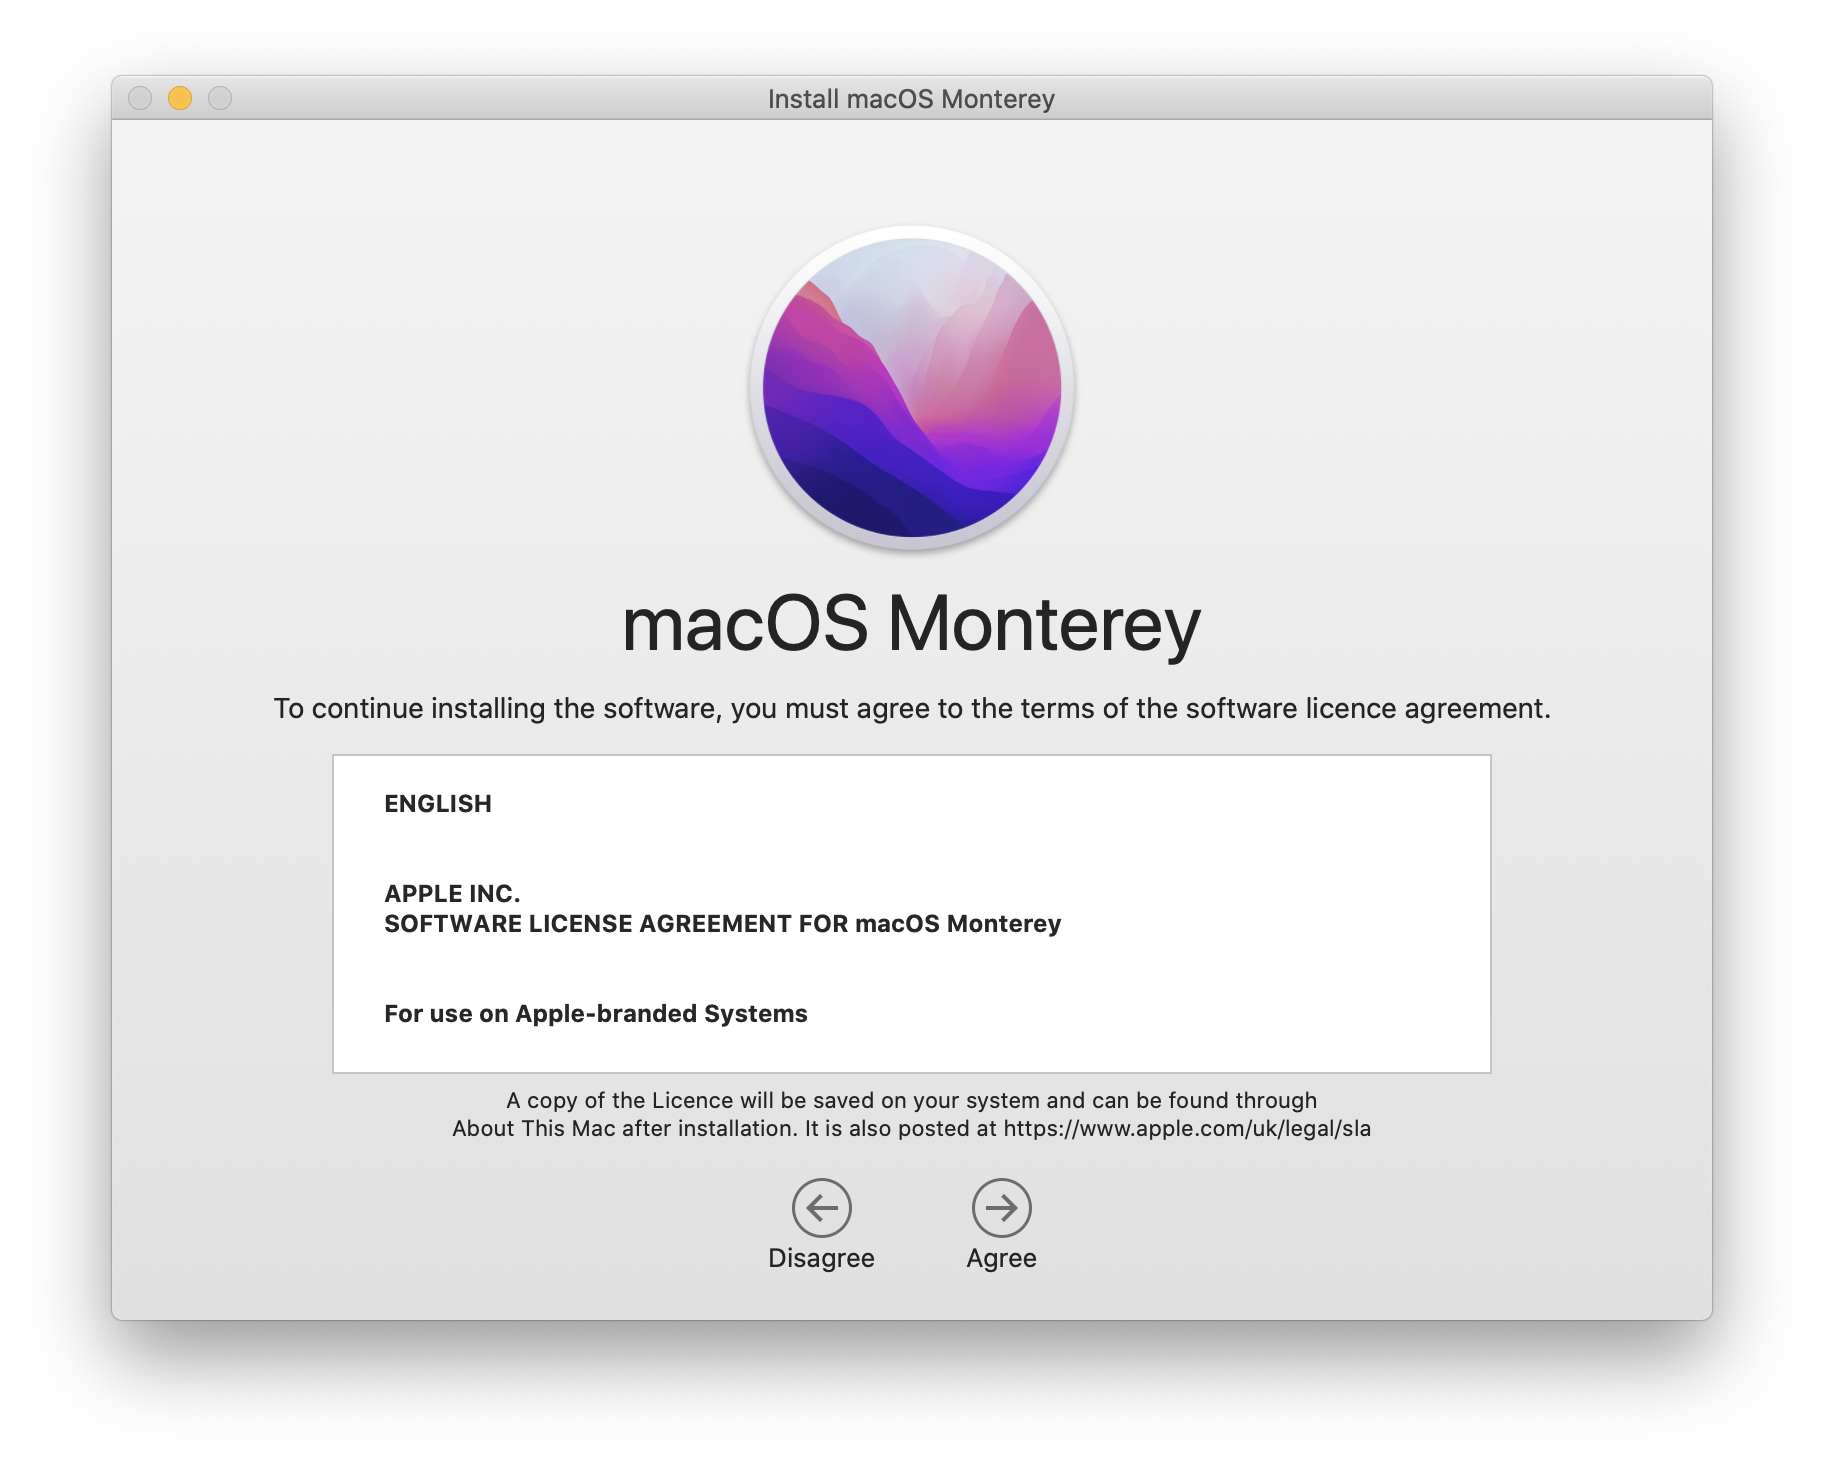 Install macOS Monterey
macOS Monterey
To continue installing the software, you must agree to the terms of the software licence agreement.
ENGLISH
APPLE INC.
SOFTWARE LICENSE AGREEMENT FOR macOS Monterey
For use on Apple-branded Systems
A copy of the Licence will be saved on your system and can be found through
About This Mac after installation. It is also posted at https://www.apple.com/uk/legal/sla
Disagree
Agree